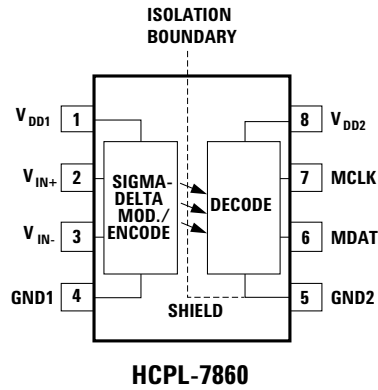 ISOLATION
BOUNDARY
V DD1
1
8
V DD2
V IN+
2
SIGMA-
DELTA
MOD./
ENCODE
DECODE
7
MCLK
V IN-
3
6
MDAT
GND1
4
SHIELD
5
GND2
HCPL-7860